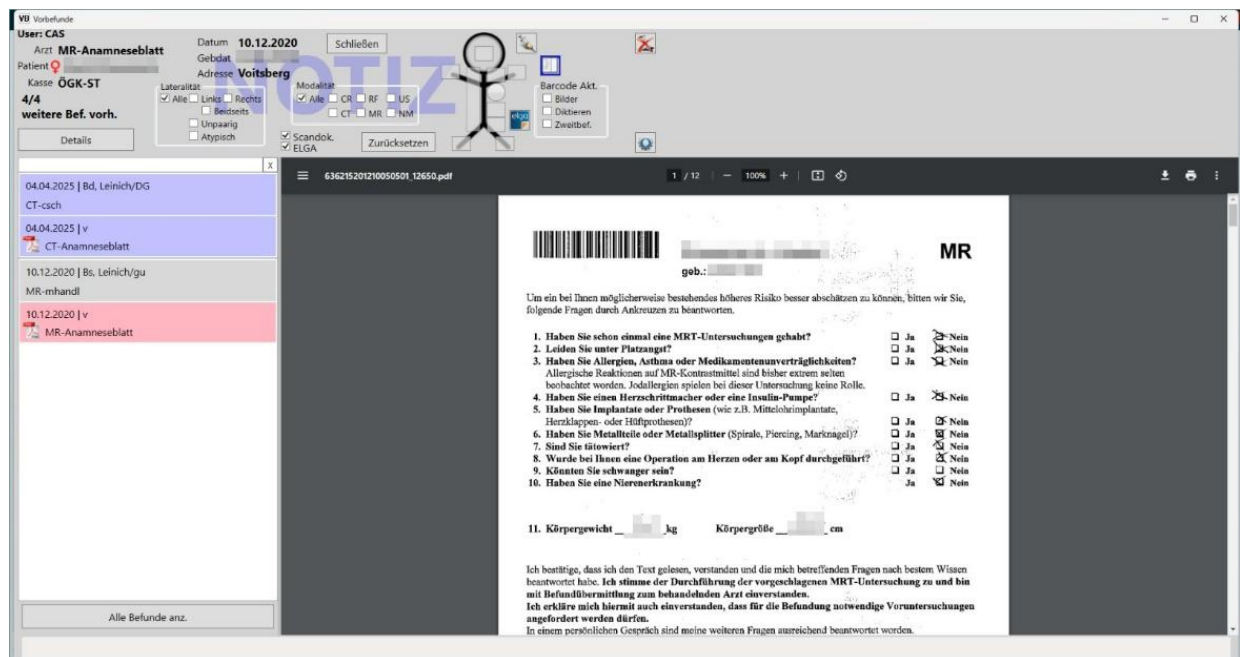 Vorbefunde
User: CAS
Arzt MR-Anamneseblatt
Patient
Kasse ÖGK-ST
4/4
weitere Bef. vorh.
Details
Datum 10.12.2020
Gebdat
Adresse Voitsberg
Schließen
NOTIZ
Lateralität
Alle Links Rechts
Beidseits
Unpaarig
Atypisch
Modalität
Alle CR RF US
CT MR NM
Scandok.
ELGA
Zurücksetzen
elga
Barcode Akt.
Bilder
Diktieren
Zweitbef.
X
04.04.2025 | Bd, Leinich/DG
CT-csch
04.04.2025 | v
CT-Anamneseblatt
10.12.2020 | Bs, Leinich/gu
MR-mhandl
10.12.2020 | v
MR-Anamneseblatt
Alle Befunde anz.
636215201210050501_12650.pdf
1 / 12
100%
MR
geb.:
Um ein bei Ihnen möglicherweise bestehendes höheres Risiko besser abschätzen zu können, bitten wir Sie,
folgende Fragen durch Ankreuzen zu beantworten.
1. Haben Sie schon einmal eine MRT-Untersuchungen gehabt? Ja Nein
2. Leiden Sie unter Platzangst? Ja Nein
3. Haben Sie Allergien, Asthma oder Medikamentenunverträglichkeiten? Ja Nein
Allergische Reaktionen auf MR-Kontrastmittel sind bisher extrem selten
beobachtet worden. Jodallergien spielen bei dieser Untersuchung keine Rolle.
4. Haben Sie einen Herzschrittmacher oder eine Insulin-Pumpe? Ja Nein
5. Haben Sie Implantate oder Prothesen (wie z.B. Mittelohrimplantate,
Herzklappen- oder Hüftprothesen)? Ja Nein
6. Haben Sie Metallteile oder Metallsplitter (Spirale, Piercing, Marknagel)? Ja Nein
7. Sind Sie tätowiert? Ja Nein
8. Wurde bei Ihnen eine Operation am Herzen oder am Kopf durchgeführt? Ja Nein
9. Könnten Sie schwanger sein? Ja Nein
10. Haben Sie eine Nierenerkrankung? Ja Nein
11. Körpergewicht kg Körpergröße cm
Ich bestätige, dass ich den Text gelesen, verstanden und die mich betreffenden Fragen nach bestem Wissen
beantwortet habe. Ich stimme der Durchführung der vorgeschlagenen MRT-Untersuchung zu und bin
mit Befundübermittlung zum behandelnden Arzt einverstanden.
Ich erkläre mich hiermit auch einverstanden, dass für die Befundung notwendige Voruntersuchungen
angefordert werden dürfen.
In einem persönlichen Gespräch sind meine weiteren Fragen ausreichend beantwortet worden.